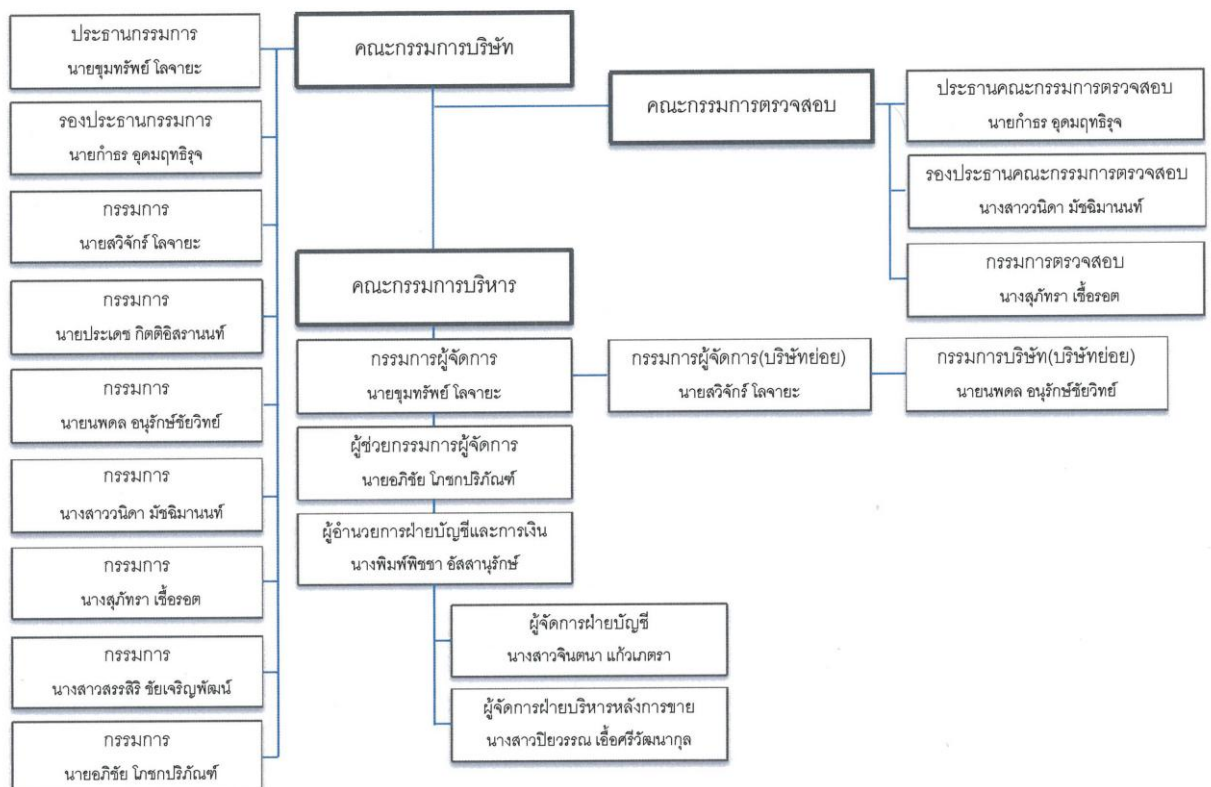 ประธานกรรมการ
นายขุมทรัพย์ โลจายะ
รองประธานกรรมการ
นายกำธร อุดมฤทธิรุจ
กรรมการ
นายสวิจักร์ โลจายะ
กรรมการ
นายประเดช กิตติอิสรานนท์
กรรมการ
นายนพดล อนุรักษ์ชัยวิทย์
กรรมการ
นางสาววนิดา มัชฉิมานนท์
กรรมการ
นางสุภัทรา เชื้อรอต
กรรมการ
นางสาวสรรสิริ ชัยเจริญพัฒน์
กรรมการ
นายอภิชัย โภชกปริภัณฑ์
คณะกรรมการบริษัท
คณะกรรมการตรวจสอบ
ประธานคณะกรรมการตรวจสอบ
นายกำธร อุดมฤทธิรุจ
รองประธานคณะกรรมการตรวจสอบ
นางสาววนิดา มัชฉิมานนท์
กรรมการตรวจสอบ
นางสุภัทรา เชื้อรอต
คณะกรรมการบริหาร
กรรมการผู้จัดการ
นายขุมทรัพย์ โลจายะ
กรรมการผู้จัดการ(บริษัทย่อย)
นายสวิจักร์ โลจายะ
กรรมการบริษัท(บริษัทย่อย)
นายนพดล อนุรักษ์ชัยวิทย์
ผู้ช่วยกรรมการผู้จัดการ
นายอภิชัย โภชกปริภัณฑ์
ผู้อำนวยการฝ่ายบัญชีและการเงิน
นางพิมพ์พิชชา อัสสานุรักษ์
ผู้จัดการฝ่ายบัญชี
นางสาวจินตนา แก้วเภตรา
ผู้จัดการฝ่ายบริหารหลังการขาย
นางสาวปิยวรรณ เอื้อศรีวัฒนากุล